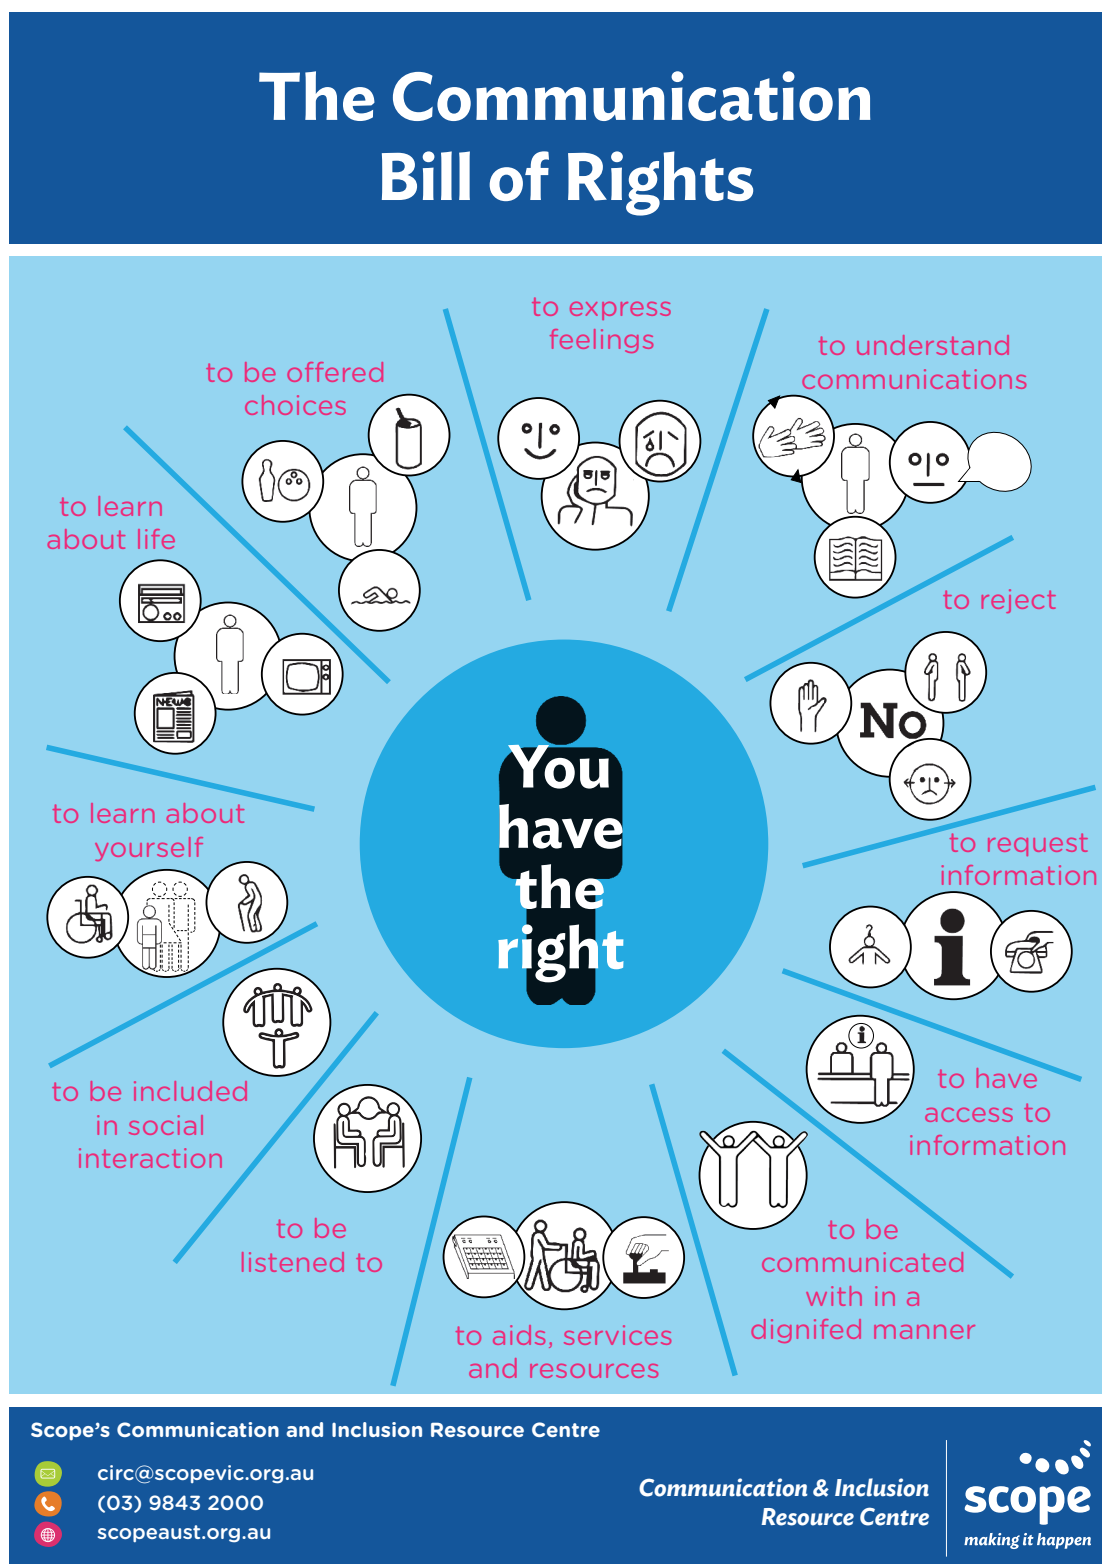 The Communication
Bill of Rights
to express
feelings
to understand
communications
to reject
No
to request
information
i
to have
access to
information
i
to be
communicated
with in a
dignifed manner
to aids, services
and resources
to be
listened to
to be included
in social
interaction
to learn about
yourself
to learn
about life
NEWS
to be offered
choices
You
have
the
right
Scope's Communication and Inclusion Resource Centre
circ@scopevic.org.au
(03) 9843 2000
scopeaust.org.au
Communication & Inclusion
Resource Centre
scope
making it happen